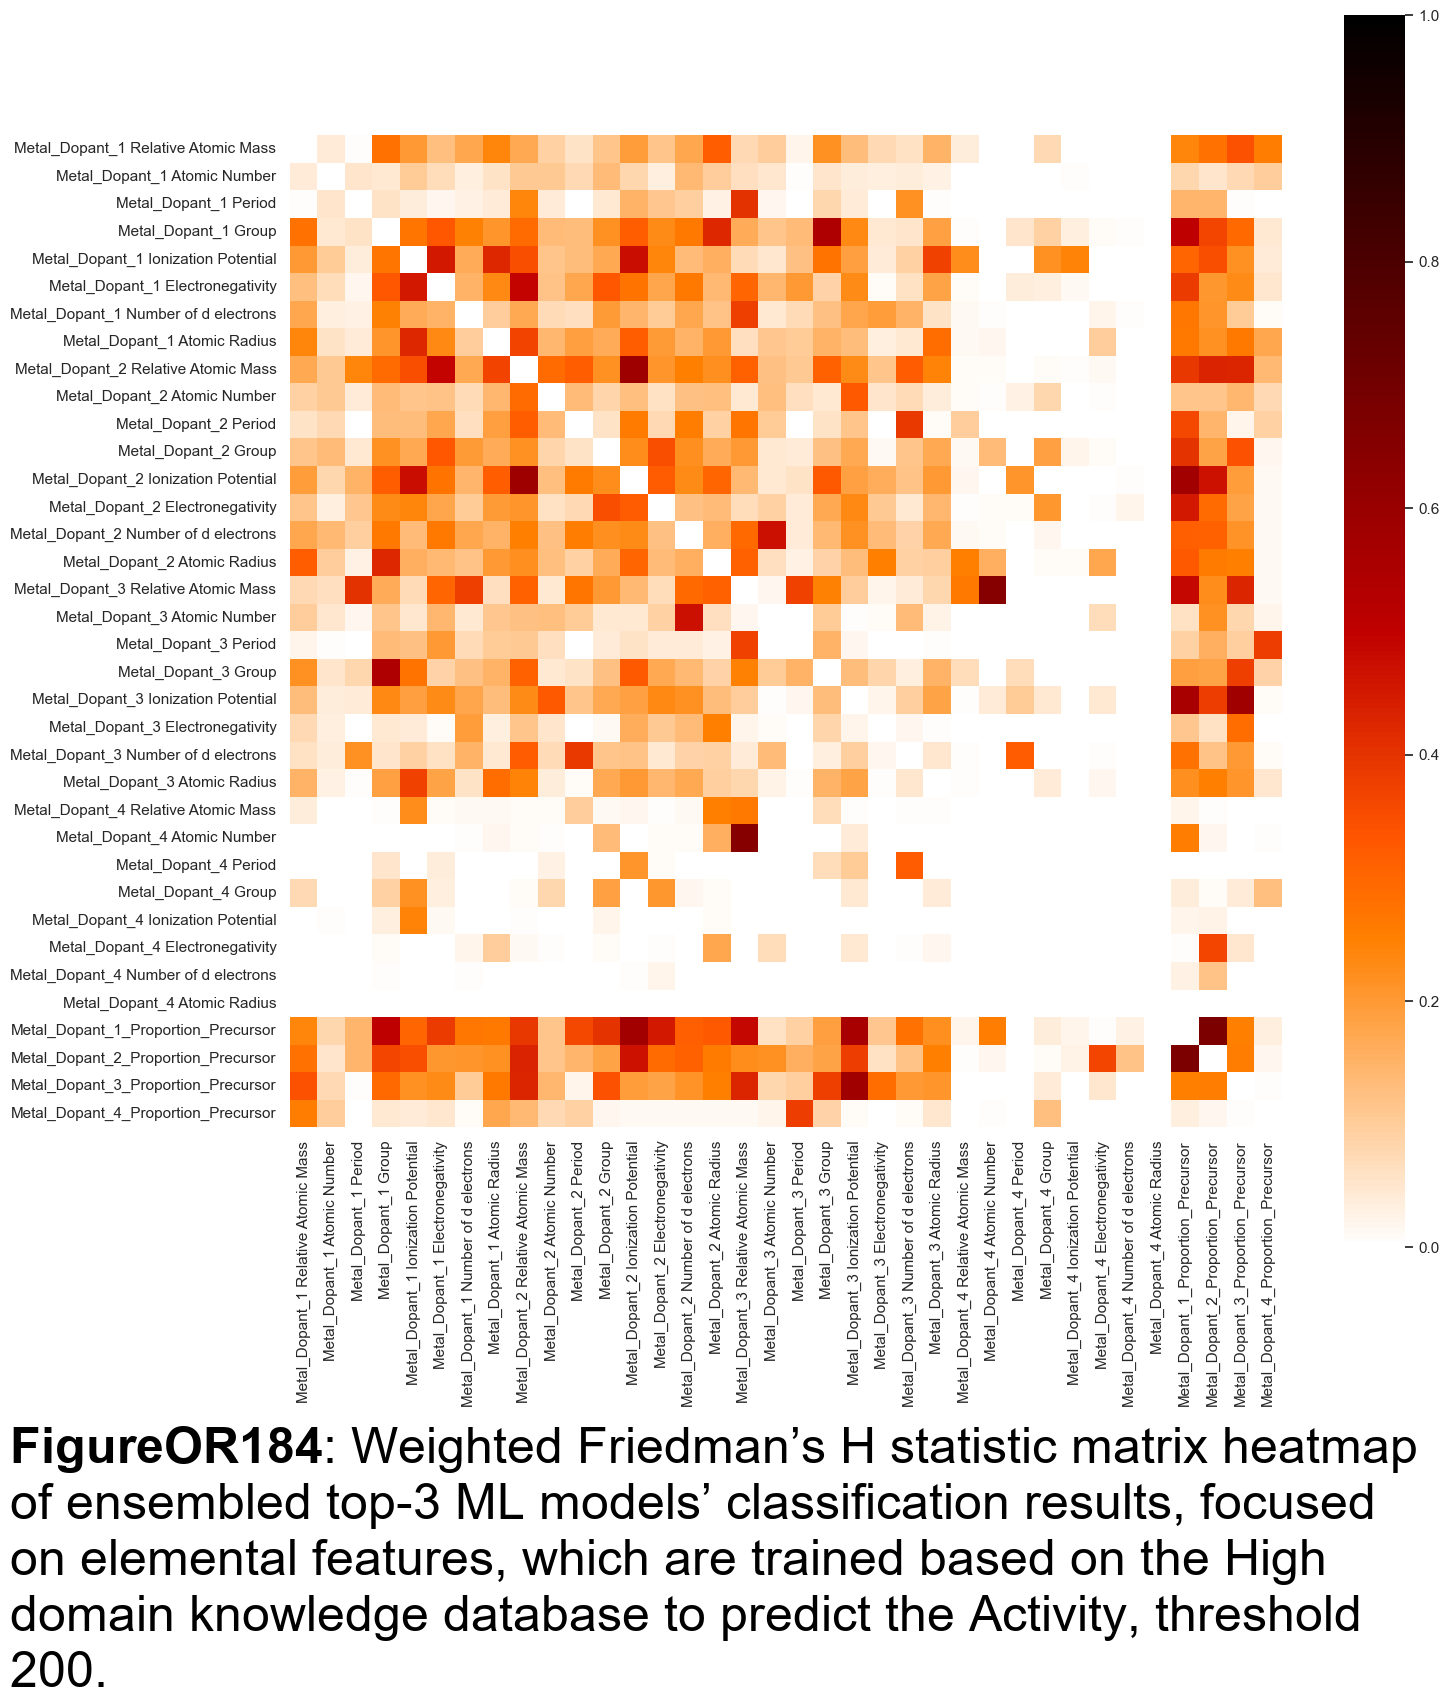 1.0
0.8
0.6
0.4
0.2
0.0
Metal_Dopant_1 Relative Atomic Mass
Metal_Dopant_1 Atomic Number
Metal_Dopant_1 Period
Metal_Dopant_1 Group
Metal_Dopant_1 Ionization Potential
Metal_Dopant_1 Electronegativity
Metal_Dopant_1 Number of d electrons
Metal_Dopant_1 Atomic Radius
Metal_Dopant_2 Relative Atomic Mass
Metal_Dopant_2 Atomic Number
Metal_Dopant_2 Period
Metal_Dopant_2 Group
Metal_Dopant_2 Ionization Potential
Metal_Dopant_2 Electronegativity
Metal_Dopant_2 Number of d electrons
Metal_Dopant_2 Atomic Radius
Metal_Dopant_3 Relative Atomic Mass
Metal_Dopant_3 Atomic Number
Metal_Dopant_3 Period
Metal_Dopant_3 Group
Metal_Dopant_3 Ionization Potential
Metal_Dopant_3 Electronegativity
Metal_Dopant_3 Number of d electrons
Metal_Dopant_3 Atomic Radius
Metal_Dopant_4 Relative Atomic Mass
Metal_Dopant_4 Atomic Number
Metal_Dopant_4 Period
Metal_Dopant_4 Group
Metal_Dopant_4 Ionization Potential
Metal_Dopant_4 Electronegativity
Metal_Dopant_4 Number of d electrons
Metal_Dopant_4 Atomic Radius
Metal_Dopant_1_Proportion_Precursor
Metal_Dopant_2_Proportion_Precursor
Metal_Dopant_3_Proportion_Precursor
Metal_Dopant_4_Proportion_Precursor
Metal_Dopant_1 Relative Atomic Mass
Metal_Dopant_1 Atomic Number
Metal_Dopant_1 Period
Metal_Dopant_1 Group
Metal_Dopant_1 Ionization Potential
Metal_Dopant_1 Electronegativity
Metal_Dopant_1 Number of d electrons
Metal_Dopant_1 Atomic Radius
Metal_Dopant_2 Relative Atomic Mass
Metal_Dopant_2 Atomic Number
Metal_Dopant_2 Period
Metal_Dopant_2 Group
Metal_Dopant_2 Ionization Potential
Metal_Dopant_2 Electronegativity
Metal_Dopant_2 Number of d electrons
Metal_Dopant_2 Atomic Radius
Metal_Dopant_3 Relative Atomic Mass
Metal_Dopant_3 Atomic Number
Metal_Dopant_3 Period
Metal_Dopant_3 Group
Metal_Dopant_3 Ionization Potential
Metal_Dopant_3 Electronegativity
Metal_Dopant_3 Number of d electrons
Metal_Dopant_3 Atomic Radius
Metal_Dopant_4 Relative Atomic Mass
Metal_Dopant_4 Atomic Number
Metal_Dopant_4 Period
Metal_Dopant_4 Group
Metal_Dopant_4 Ionization Potential
Metal_Dopant_4 Electronegativity
Metal_Dopant_4 Number of d electrons
Metal_Dopant_4 Atomic Radius
Metal_Dopant_1_Proportion_Precursor
Metal_Dopant_2_Proportion_Precursor
Metal_Dopant_3_Proportion_Precursor
Metal_Dopant_4_Proportion_Precursor
FigureOR184: Weighted Friedman’s H statistic matrix heatmap
of ensembled top-3 ML models’ classification results, focused
on elemental features, which are trained based on the High
domain knowledge database to predict the Activity, threshold
200.